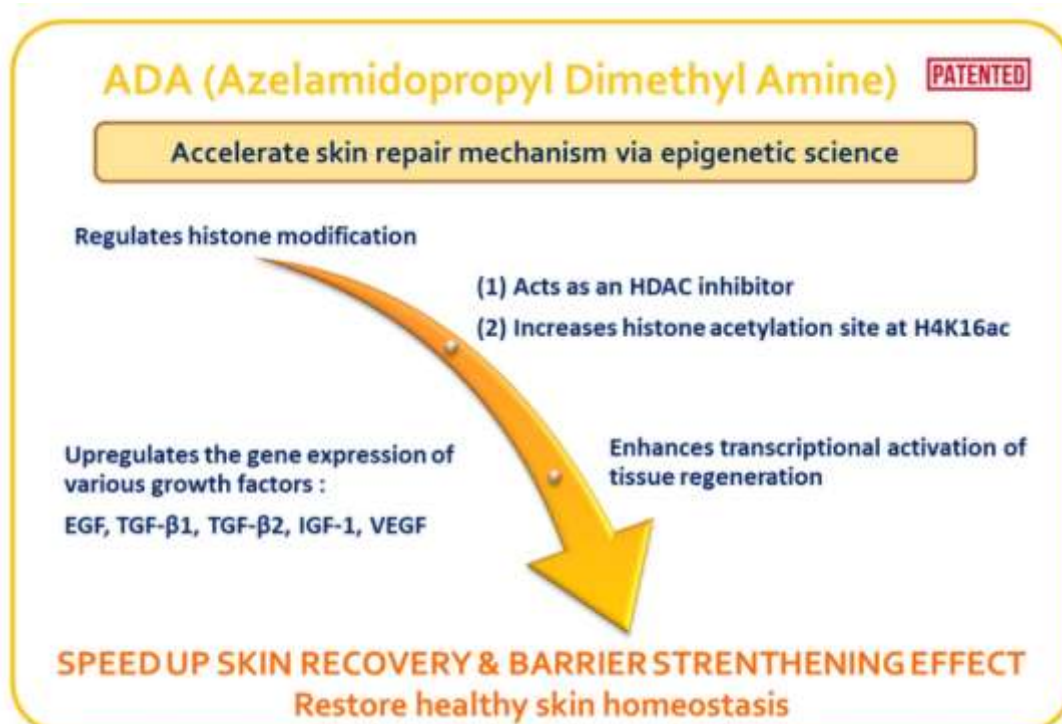 ADA (Azelamidopropyl Dimethyl Amine)
PATENTED
Accelerate skin repair mechanism via epigenetic science
Regulates histone modification
(1) Acts as an HDAC inhibitor
(2) Increases histone acetylation site at H4K16ac
Upregulates the gene expression of
various growth factors :
EGF, TGF-β1, TGF-β2, IGF-1, VEGF
Enhances transcriptional activation of
tissue regeneration
SPEED UP SKIN RECOVERY & BARRIER STRENTHENING EFFECT
Restore healthy skin homeostasis